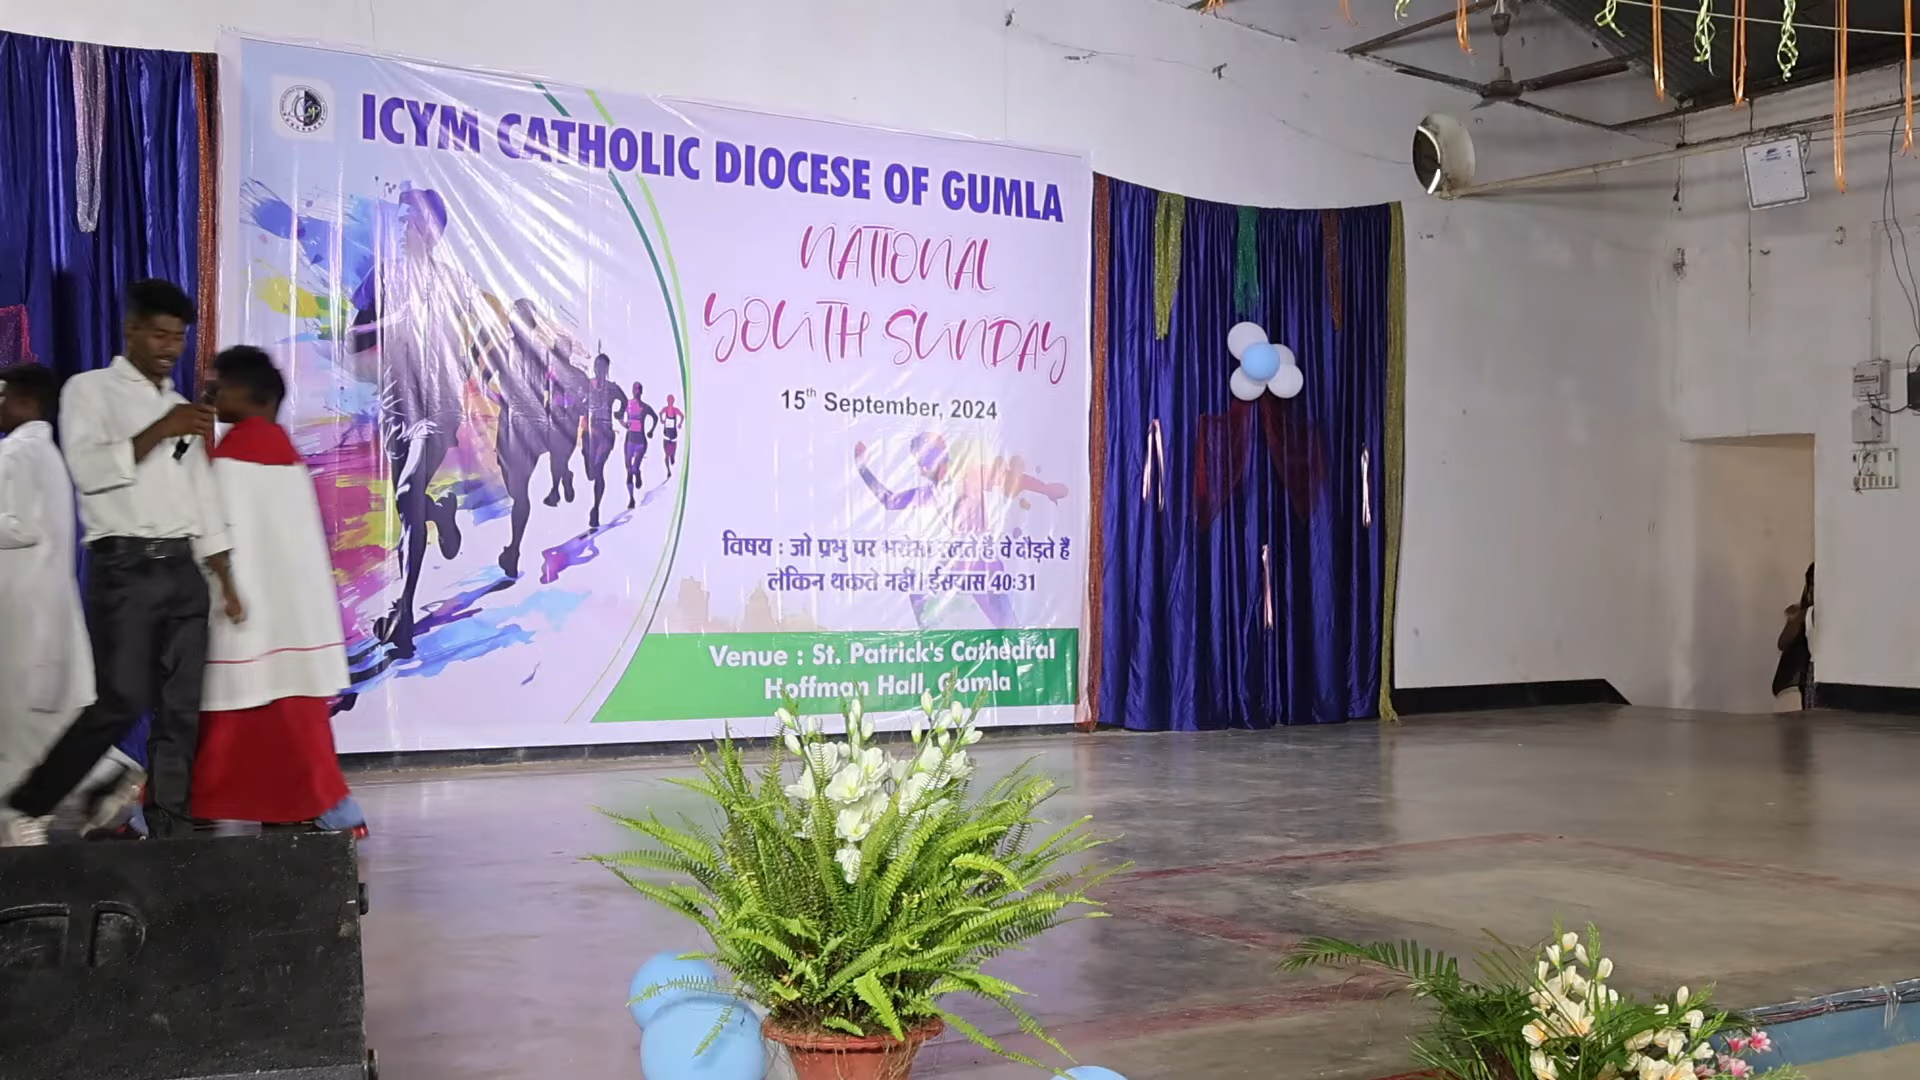 ICYM CATHOLIC DIOCESE OF GUMLA
NATIONAL
YOUTH SUNDAY
15th September, 2024
विषय : जो प्रभु पर भरोसा रखते हैं वे दौड़ते हैं
लेकिन थकते नहीं। ईसयास 40:31
Venue : St. Patrick's Cathedral
Hoffman Hall, Gumla